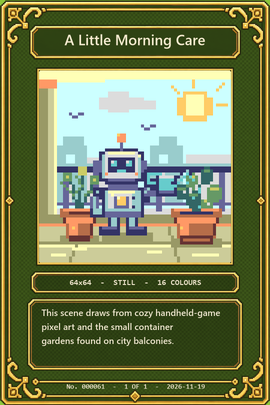 A Little Morning Care
64x64 - STILL - 16 COLOURS
This scene draws from cozy handheld-game
pixel art and the small container
gardens found on city balconies.
No. 000061 - 1 OF 1 - 2026-11-19